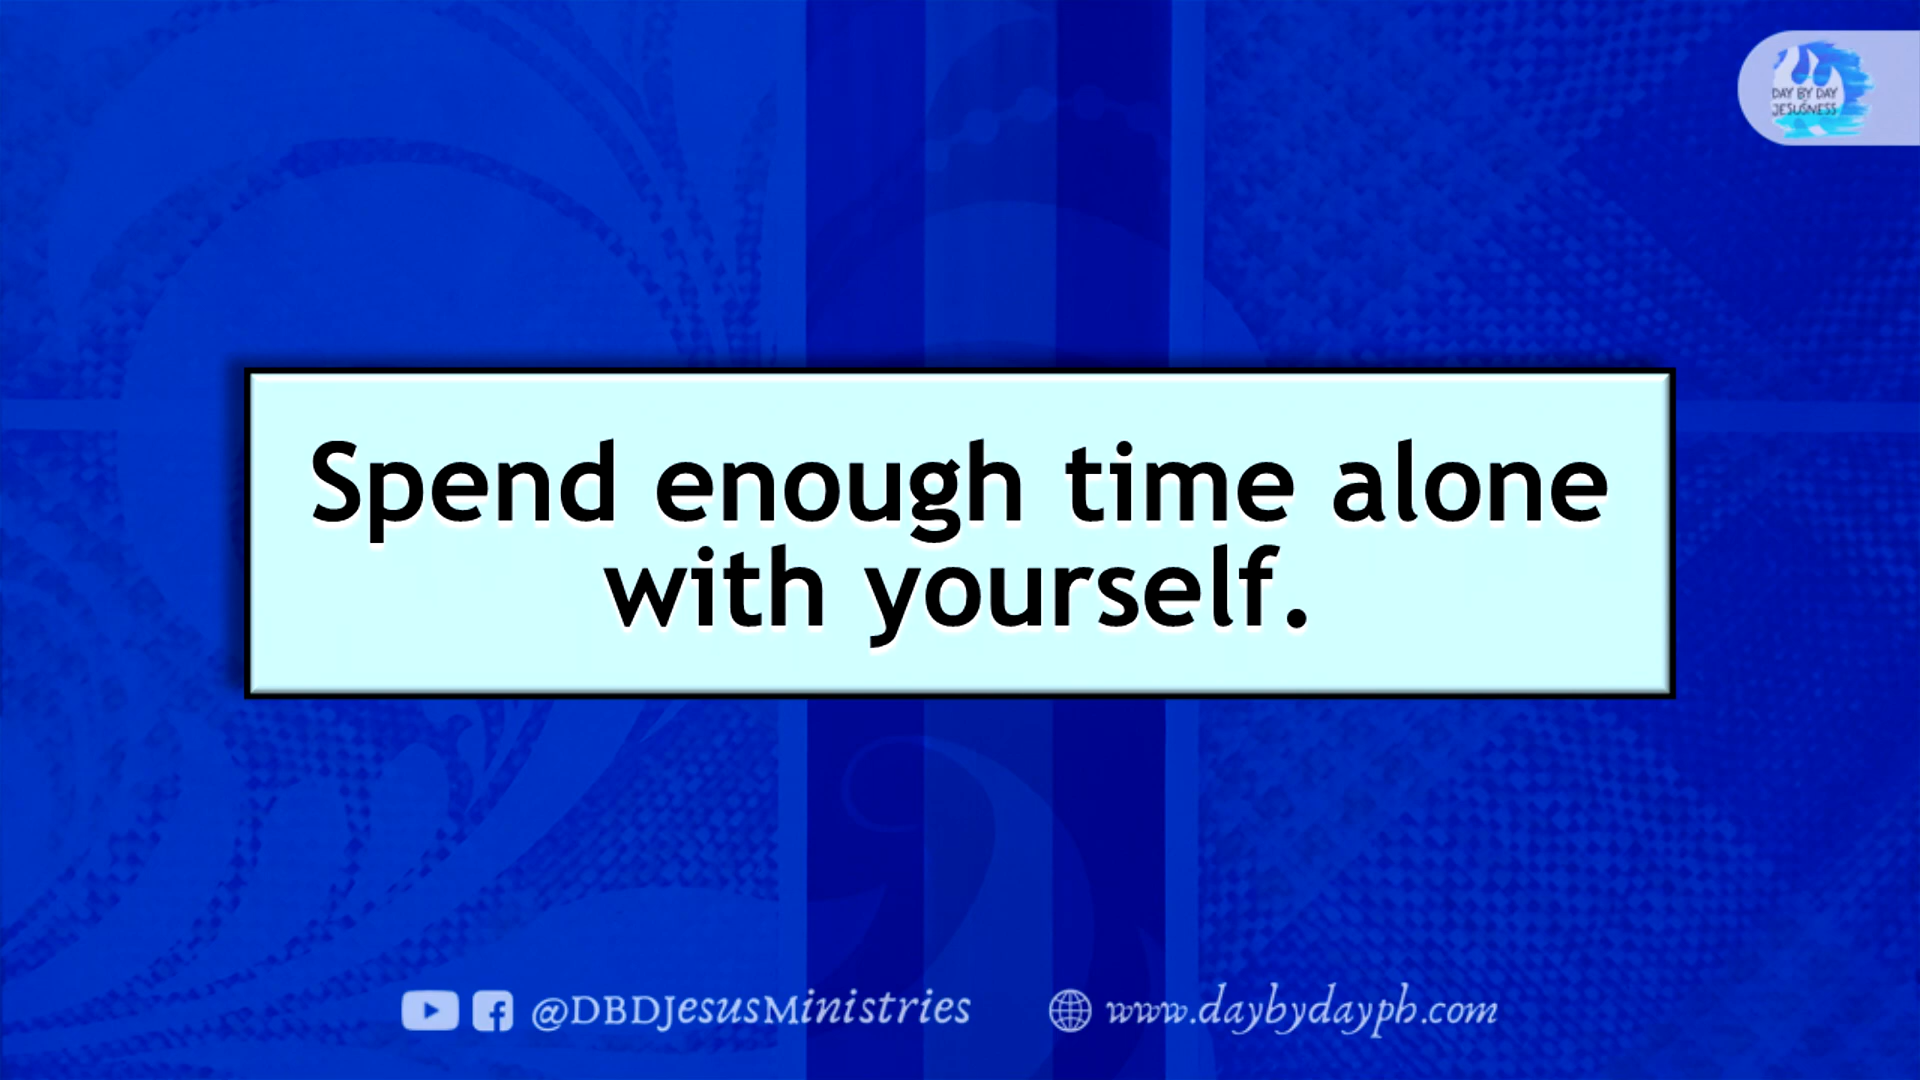 DAY BY DAY
JESUSNESS
Spend enough time alone
with yourself.
@DBDJesusMinistries www.daybydayph.com